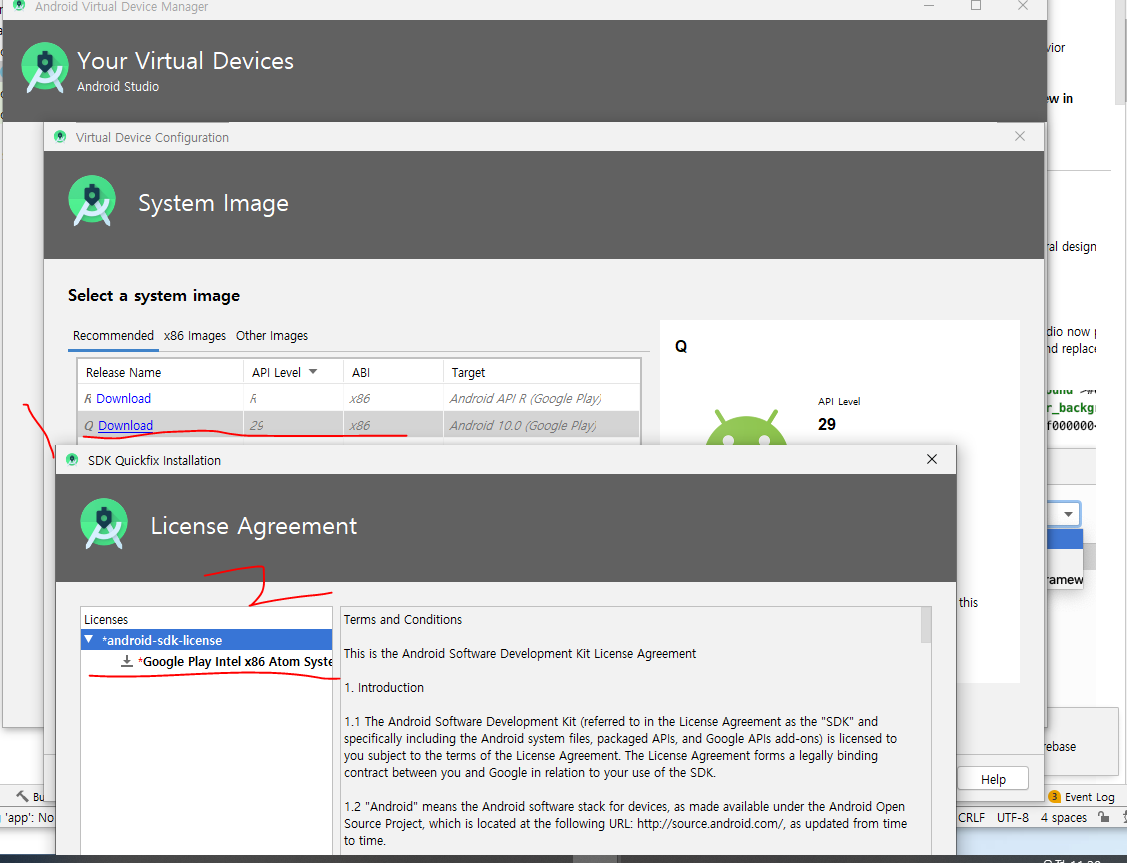 Android Virtual Device Manager
Your Virtual Devices
Android Studio
Virtual Device Configuration
System Image
Select a system image
Recommended x86 Images Other Images
Release Name API Level ABI Target
R Download R x86 Android API R (Google Play)
Q Download 29 x86 Android 10.0 (Google Play)
Q
API Level
29
this
Help
SDK Quickfix Installation
License Agreement
2
Licenses
*android-sdk-license
*Google Play Intel x86 Atom Syste
Terms and Conditions
This is the Android Software Development Kit License Agreement
1. Introduction
1.1 The Android Software Development Kit (referred to in the License Agreement as the "SDK" and
specifically including the Android system files, packaged APIs, and Google APIs add-ons) is licensed to
you subject to the terms of the License Agreement. The License Agreement forms a legally binding
contract between you and Google in relation to your use of the SDK.
1.2 "Android" means the Android software stack for devices, as made available under the Android Open
Source Project, which is located at the following URL: http://source.android.com/, as updated from time
to time.
vior
ew in
ral design
dio now
nd replace
r_backg
f000000
ramew
rebase
Bu
3 Event Log
'app': No
CRLF UTF-8 4 spaces